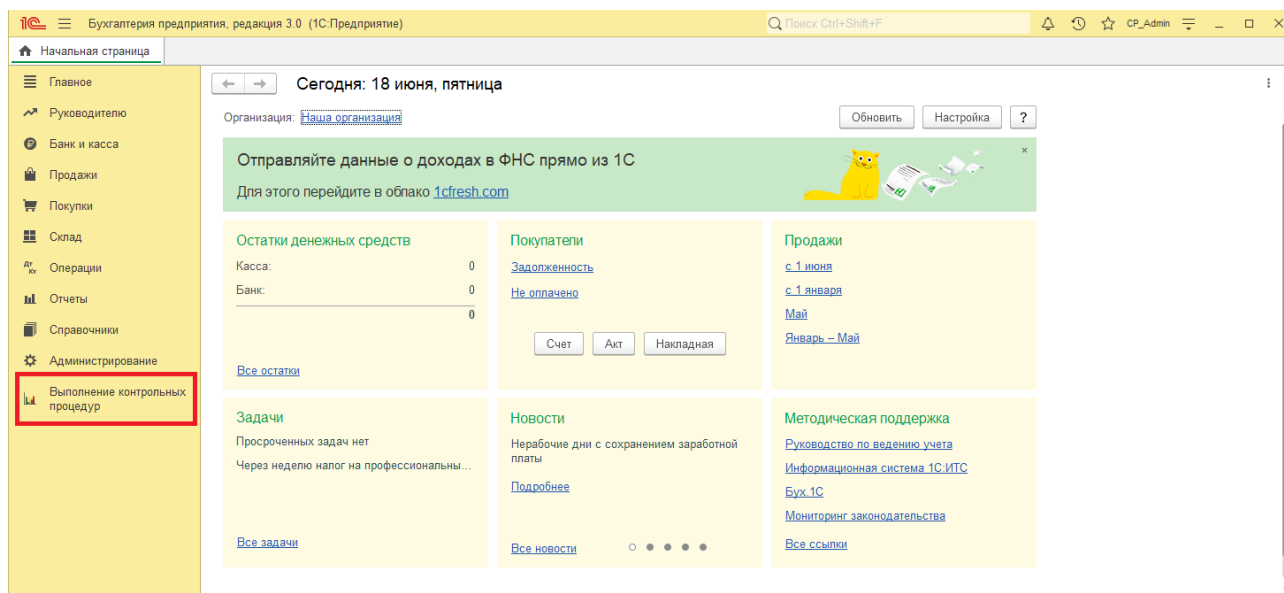 1С Бухгалтерия предприятия, редакция 3.0 (1С:Предприятие) Поиск Ctrl+Shift+F CP_Admin
Начальная страница
Главное
Руководителю
Банк и касса
Продажи
Покупки
Склад
Дт Кт Операции
Отчеты
Справочники
Администрирование
Выполнение контрольных
процедур
Сегодня: 18 июня, пятница
Организация: Наша организация
Обновить Настройка ?
Отправляйте данные о доходах в ФНС прямо из 1С
Для этого перейдите в облако 1cfresh.com
Остатки денежных средств
Касса: 0
Банк: 0
0
Все остатки
Покупатели
Задолженность
Не оплачено
Счет Акт Накладная
Продажи
с 1 июня
с 1 января
Май
Январь – Май
Задачи
Просроченных задач нет
Через неделю налог на профессиональны...
Все задачи
Новости
Нерабочие дни с сохранением заработной
платы
Подробнее
Все новости
Методическая поддержка
Руководство по ведению учета
Информационная система 1С:ИТС
Бух.1С
Мониторинг законодательства
Все ссылки